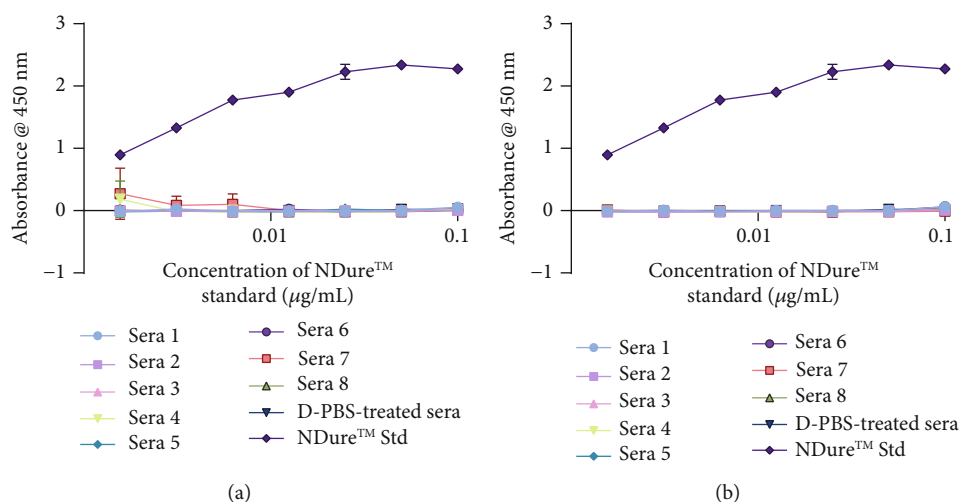 3
2
1
0
−1
Absorbance @ 450 nm
0.01
0.1
Concentration of NDure™
standard (μg/mL)
Sera 1
Sera 2
Sera 3
Sera 4
Sera 5
Sera 6
Sera 7
Sera 8
D-PBS-treated sera
NDure™ Std
(a)
3
2
1
0
−1
Absorbance @ 450 nm
0.01
0.1
Concentration of NDure™
standard (μg/mL)
Sera 1
Sera 2
Sera 3
Sera 4
Sera 5
Sera 6
Sera 7
Sera 8
D-PBS-treated sera
NDure™ Std
(b)